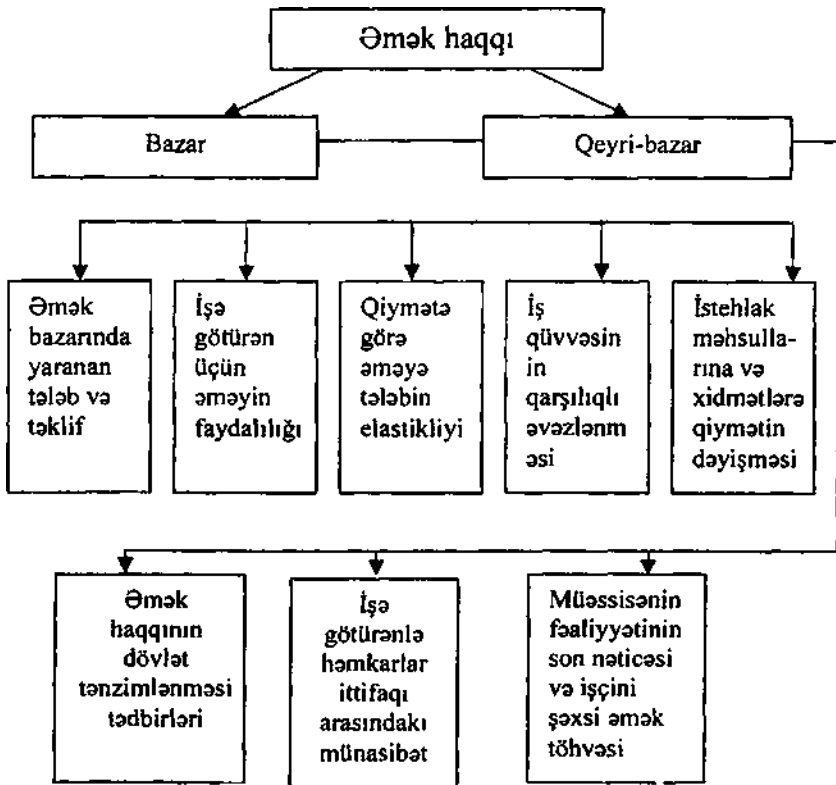 Əmək haqqı
Bazar
Qeyri-bazar
Əmək
bazarında
yaranan
tələb və
təklif
İşə
götürən
üçün
əməyin
faydalılığı
Qiymətə
görə
əməyə
tələbin
elastikliyi
İş
qüvvəsin
in
qarşılıqlı
əvəzlənm
əsi
İstehlak
məhsulla-
rına və
xidmətlərə
qiymətin
dəyişməsi
Əmək
haqqının
dövlət
tənzimlənməsi
tədbirləri
İşə
götürənlə
həmkarlar
ittifaqı
arasındakı
münasibət
Müəssisənin
fəaliyyətinin
son nəticəsi
və işçini
şəxsi əmək
töhvəsi